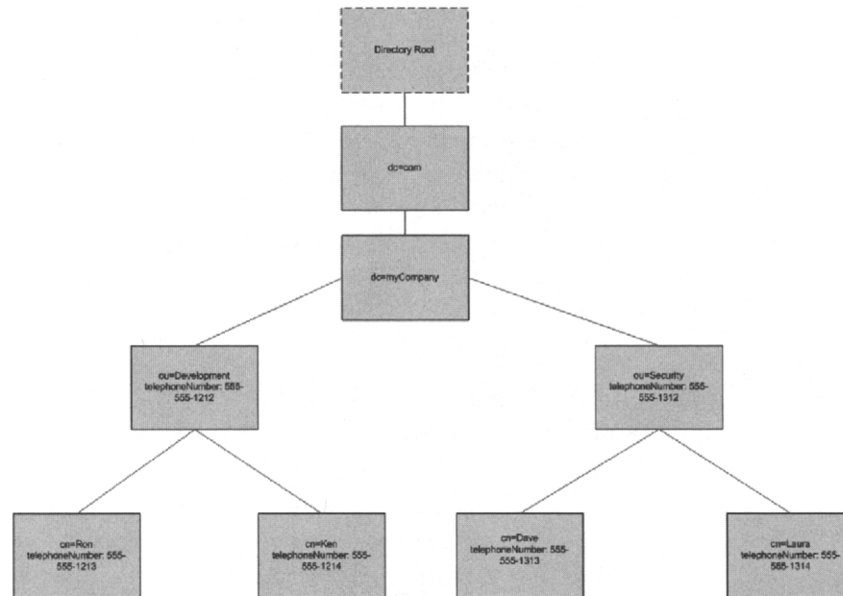 Directory Root
dc=com
dc=myCompany
ou=Development
telephoneNumber: 555-
555-1212
ou=Security
telephoneNumber: 555-
555-1312
cn=Ron
telephoneNumber: 555-
555-1213
cn=Ken
telephoneNumber: 555-
555-1214
cn=Dave
telephoneNumber: 555-
555-1313
cn=Laura
telephoneNumber: 555-
555-1314